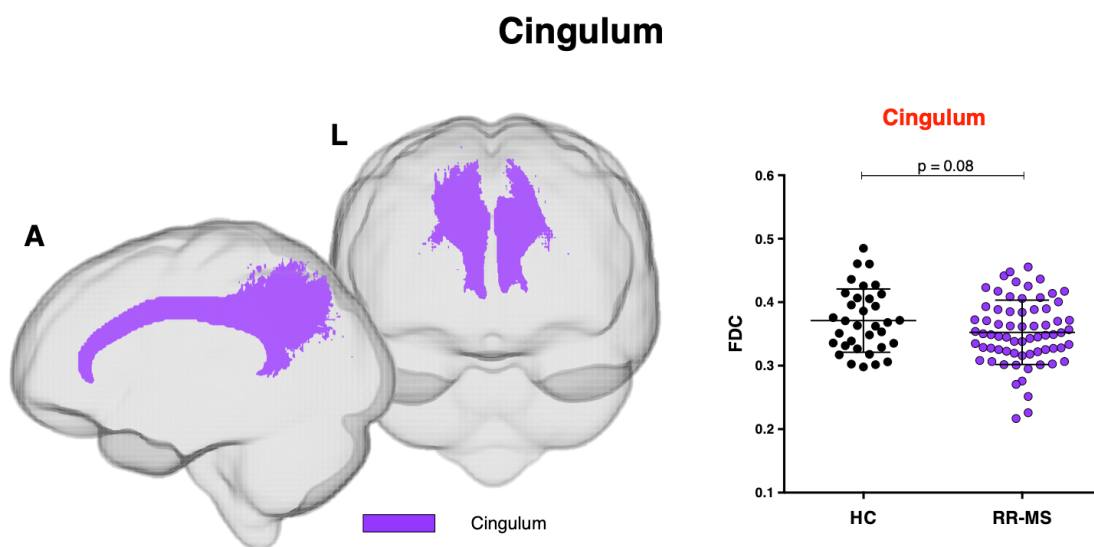 Cingulum
L
A
Cingulum
Cingulum
p = 0.08
FDC
0.6
0.5
0.4
0.3
0.2
0.1
HC
RR-MS